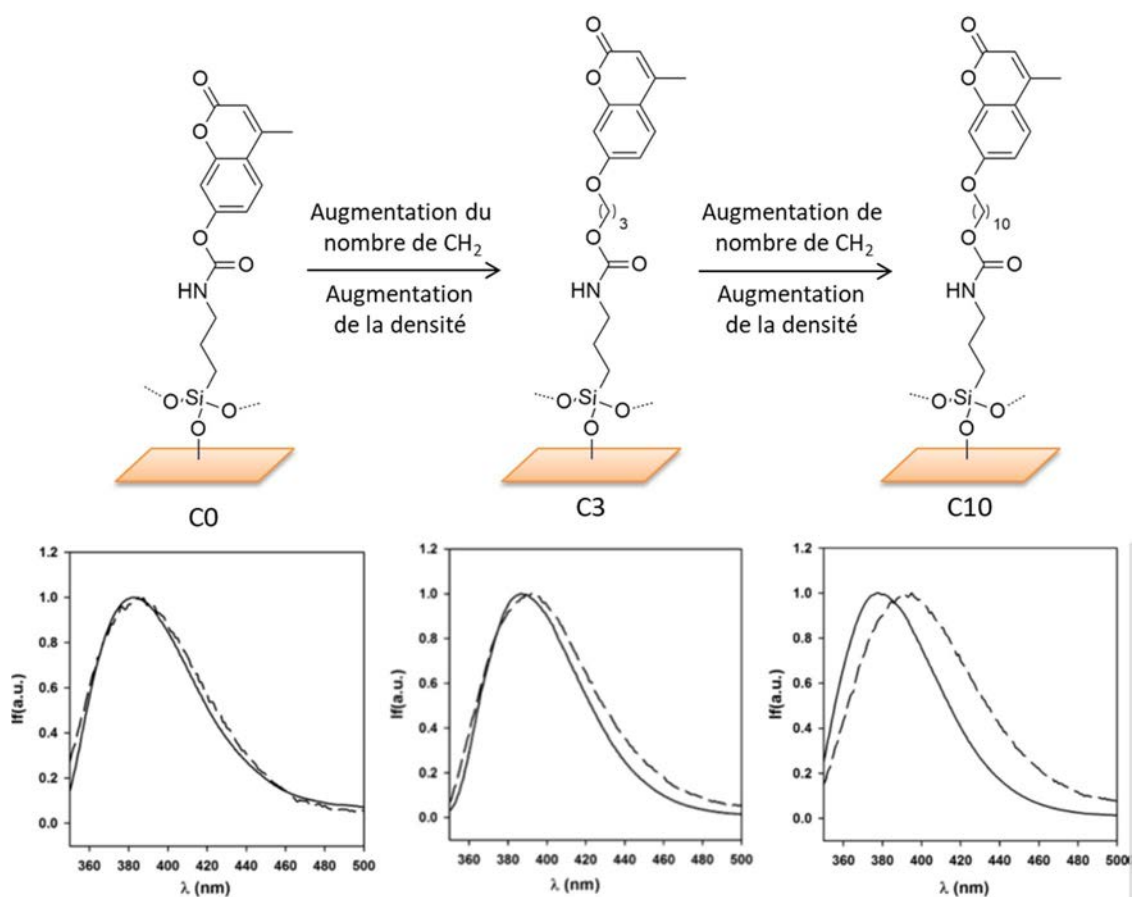 O
O
O
O
HN
O
Si
O
O
O
C0
Augmentation du
nombre de CH2
Augmentation
de la densité
O
O
O
3
O
O
HN
Si
O
O
O
C3
Augmentation de
nombre de CH2
Augmentation
de la densité
O
O
O
10
O
O
HN
Si
O
O
O
C10
If(a.u.)
1.2
1.0
0.8
0.6
0.4
0.2
0.0
360 380 400 420 440 460 480 500
λ (nm)
If(a.u.)
1.2
1.0
0.8
0.6
0.4
0.2
0.0
360 380 400 420 440 460 480 500
λ (nm)
If(a.u.)
1.2
1.0
0.8
0.6
0.4
0.2
0.0
360 380 400 420 440 460 480 500
λ (nm)